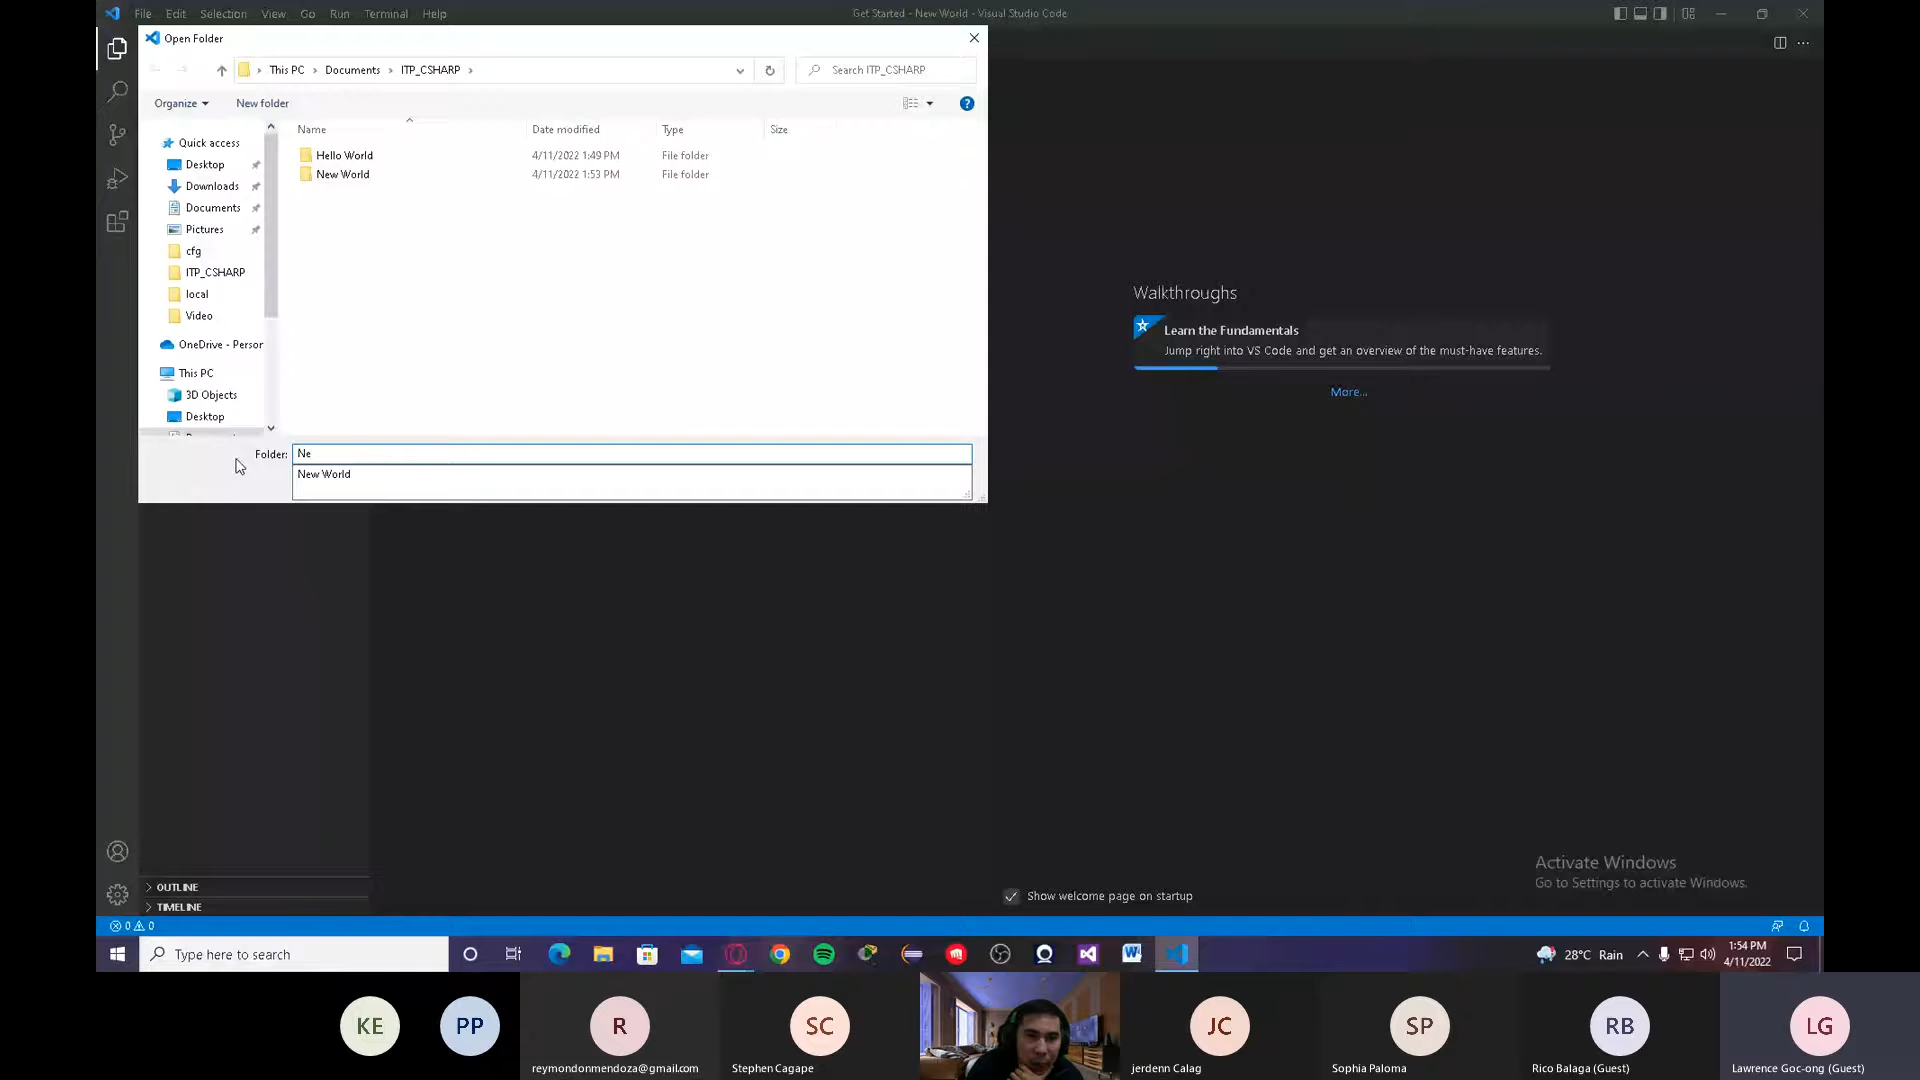 File Edit Selection View Go Run Terminal Help
Get Started - New World - Visual Studio Code
Open Folder
This PC > Documents > ITP_CSHARP >
Search ITP_CSHARP
Organize
New folder
Name
Date modified
Type
Size
Quick access
Desktop
Downloads
Documents
Pictures
cfg
ITP_CSHARP
local
Video
OneDrive - Person
This PC
3D Objects
Desktop
Hello World
4/11/2022 1:49 PM
File folder
New World
4/11/2022 1:53 PM
File folder
Folder:
Ne
New World
Walkthroughs
Learn the Fundamentals
Jump right into VS Code and get an overview of the must-have features.
More...
OUTLINE
TIMELINE
Show welcome page on startup
Activate Windows
Go to Settings to activate Windows.
0 0
Type here to search
28°C Rain
1:54 PM
4/11/2022
KE
PP
R
reymondonmendoza@gmail.com
SC
Stephen Cagape
JC
jerdenn Calag
SP
Sophia Paloma
RB
Rico Balaga (Guest)
LG
Lawrence Goc-ong (Guest)